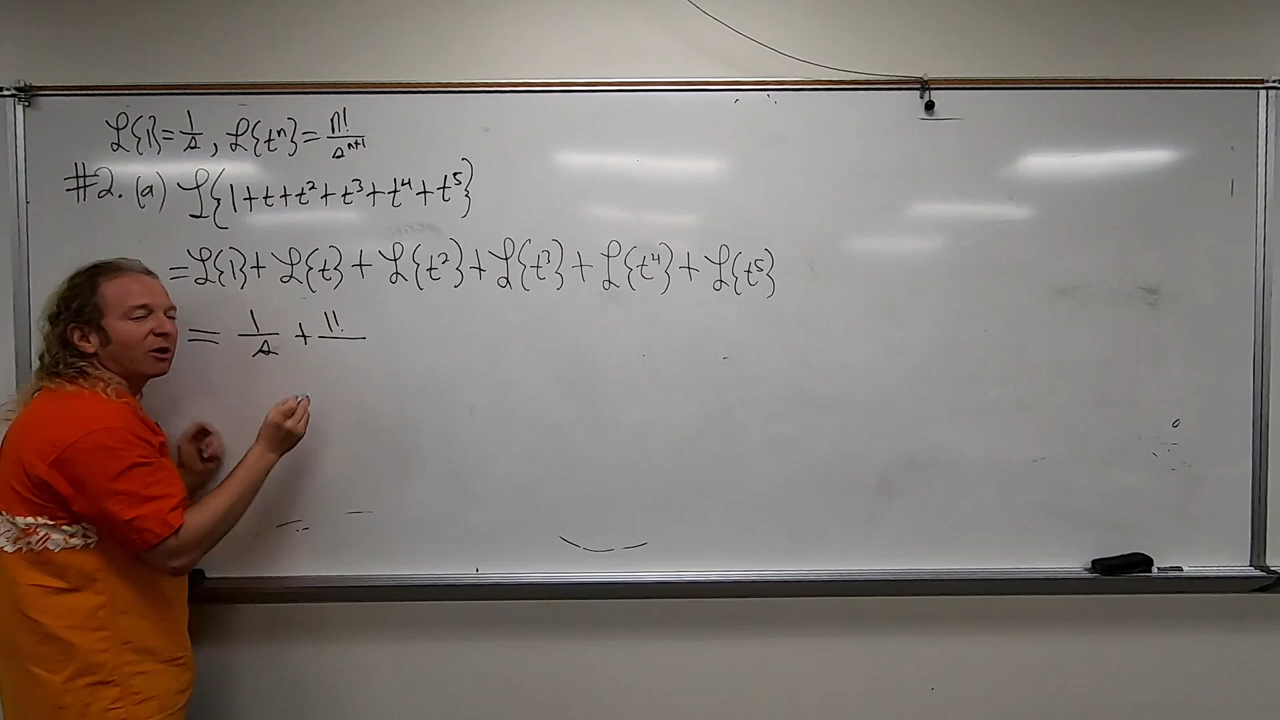 ℒ{1}=1/s, ℒ{tⁿ}=n!/sⁿ⁺¹
#2. (a) ℒ{1+t+t²+t³+t⁴+t⁵}
=ℒ{1}+ℒ{t}+ℒ{t²}+ℒ{t³}+ℒ{t⁴}+ℒ{t⁵}
= 1/s + 1!/